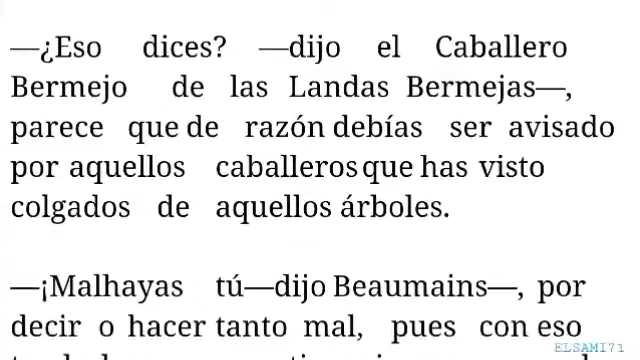 —¿Eso dices? —dijo el Caballero
Bermejo de las Landas Bermejas—,
parece que de razón debías ser avisado
por aquellos caballeros que has visto
colgados de aquellos árboles.
—¡Malhayas tú—dijo Beaumains—, por
decir o hacer tanto mal, pues con eso
ELSAMI71